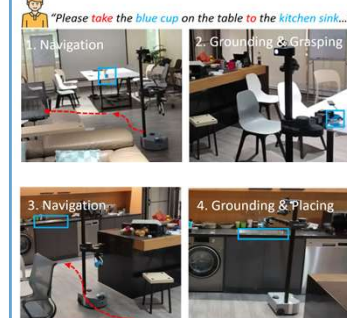 "Please take the blue cup on the table to the kitchen sink...
1. Navigation
2. Grounding & Grasping
3. Navigation
4. Grounding & Placing